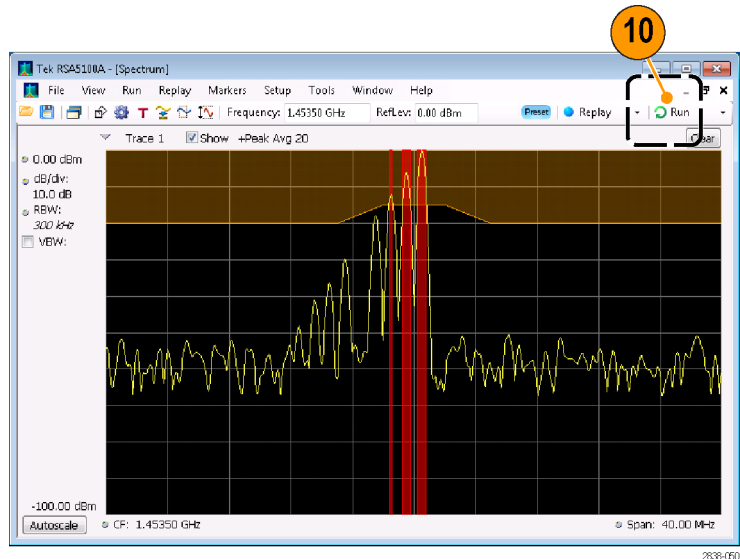 10
Tek RSA5100A - [Spectrum]
File View Run Replay Markers Setup Tools Window Help
Frequency: 1.45350 GHz RefLev: 0.00 dBm Preset Replay Run
Trace 1 Show +Peak Avg 20 Clear
0.00 dBm
dB/div:
10.0 dB
RBW:
300 kHz
VBW:
-100.00 dBm
Autoscale CF: 1.45350 GHz Span: 40.00 MHz
2838-050